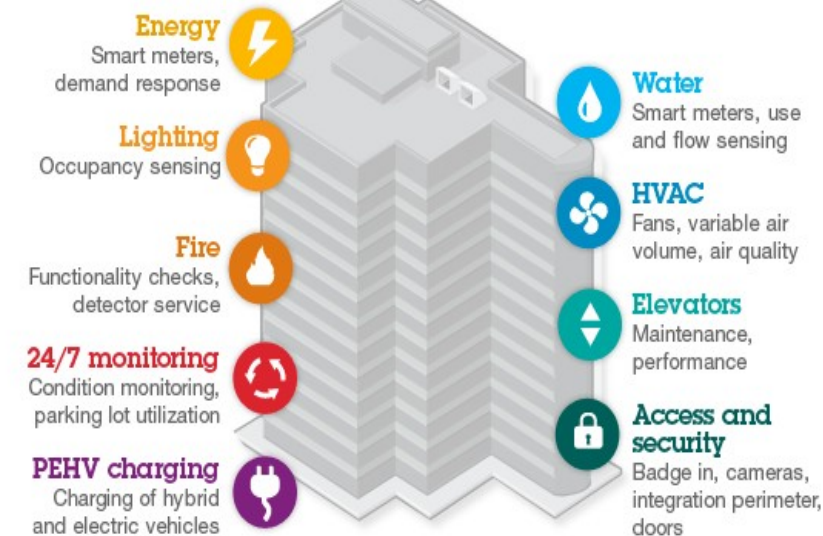 Energy
Smart meters,
demand response
Lighting
Occupancy sensing
Fire
Functionality checks,
detector service
24/7 monitoring
Condition monitoring,
parking lot utilization
PEHV charging
Charging of hybrid
and electric vehicles
Water
Smart meters, use
and flow sensing
HVAC
Fans, variable air
volume, air quality
Elevators
Maintenance,
performance
Access and
security
Badge in, cameras,
integration perimeter,
doors